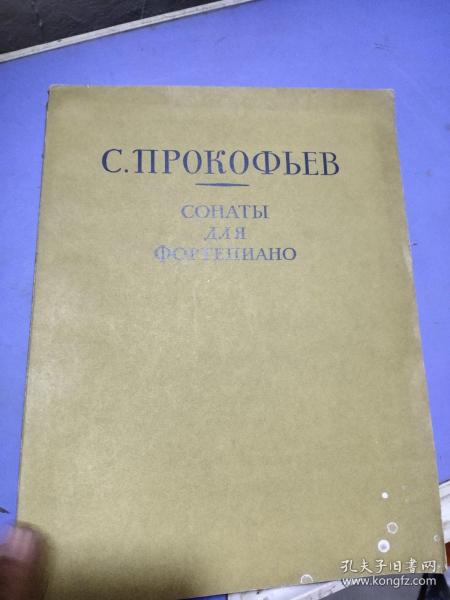 С. ПРОКОФЬЕВ
СОНАТЫ
ДЛЯ
ФОРТЕПИАНО
孔夫子旧书网
www.kongfz.com